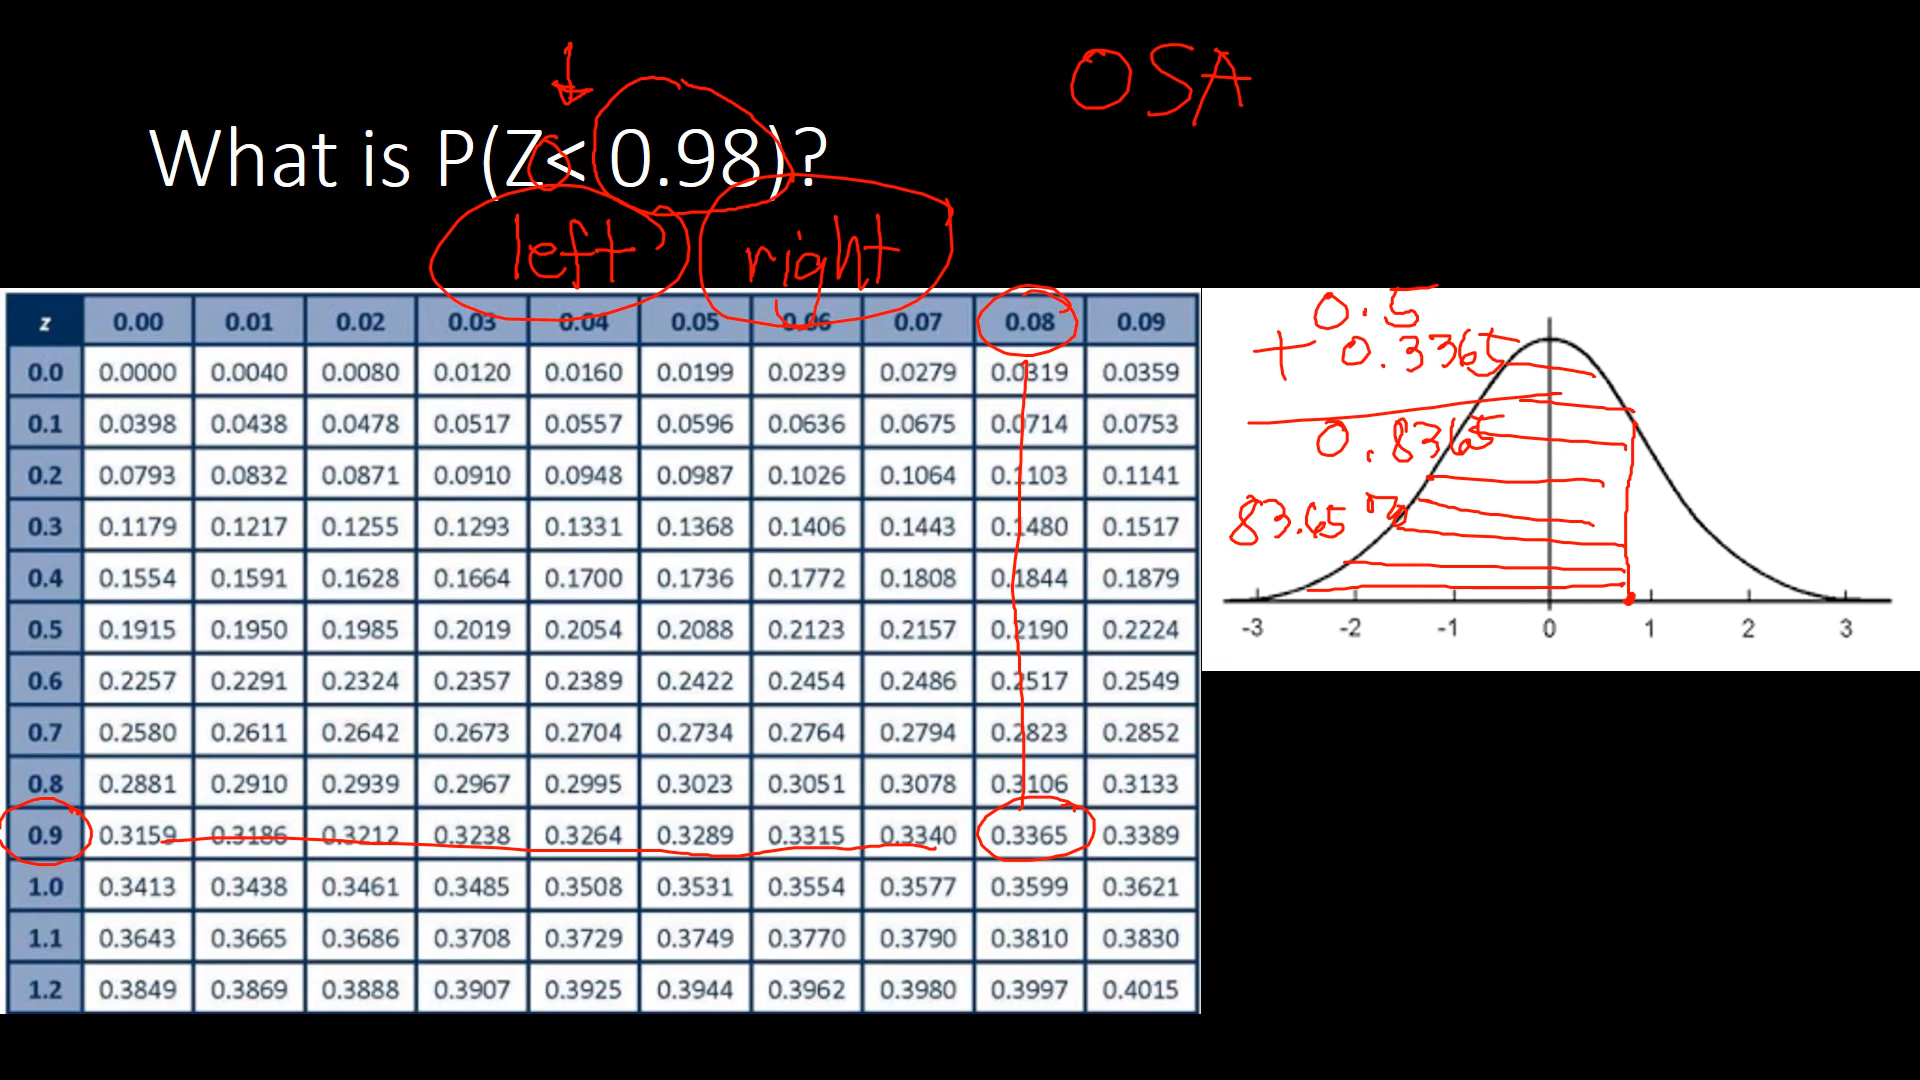 OSA
What is P(Z< 0.98)?
left right
z 0.00 0.01 0.02 0.03 0.04 0.05 0.06 0.07 0.08 0.09
0.0 0.0000 0.0040 0.0080 0.0120 0.0160 0.0199 0.0239 0.0279 0.0319 0.0359
0.1 0.0398 0.0438 0.0478 0.0517 0.0557 0.0596 0.0636 0.0675 0.0714 0.0753
0.2 0.0793 0.0832 0.0871 0.0910 0.0948 0.0987 0.1026 0.1064 0.1103 0.1141
0.3 0.1179 0.1217 0.1255 0.1293 0.1331 0.1368 0.1406 0.1443 0.1480 0.1517
0.4 0.1554 0.1591 0.1628 0.1664 0.1700 0.1736 0.1772 0.1808 0.1844 0.1879
0.5 0.1915 0.1950 0.1985 0.2019 0.2054 0.2088 0.2123 0.2157 0.2190 0.2224
0.6 0.2257 0.2291 0.2324 0.2357 0.2389 0.2422 0.2454 0.2486 0.2517 0.2549
0.7 0.2580 0.2611 0.2642 0.2673 0.2704 0.2734 0.2764 0.2794 0.2823 0.2852
0.8 0.2881 0.2910 0.2939 0.2967 0.2995 0.3023 0.3051 0.3078 0.3106 0.3133
0.9 0.3159 0.3186 0.3212 0.3238 0.3264 0.3289 0.3315 0.3340 0.3365 0.3389
1.0 0.3413 0.3438 0.3461 0.3485 0.3508 0.3531 0.3554 0.3577 0.3599 0.3621
1.1 0.3643 0.3665 0.3686 0.3708 0.3729 0.3749 0.3770 0.3790 0.3810 0.3830
1.2 0.3849 0.3869 0.3888 0.3907 0.3925 0.3944 0.3962 0.3980 0.3997 0.4015
0.5
+ 0.3365
0.8365
83.65 %
-3 -2 -1 0 1 2 3